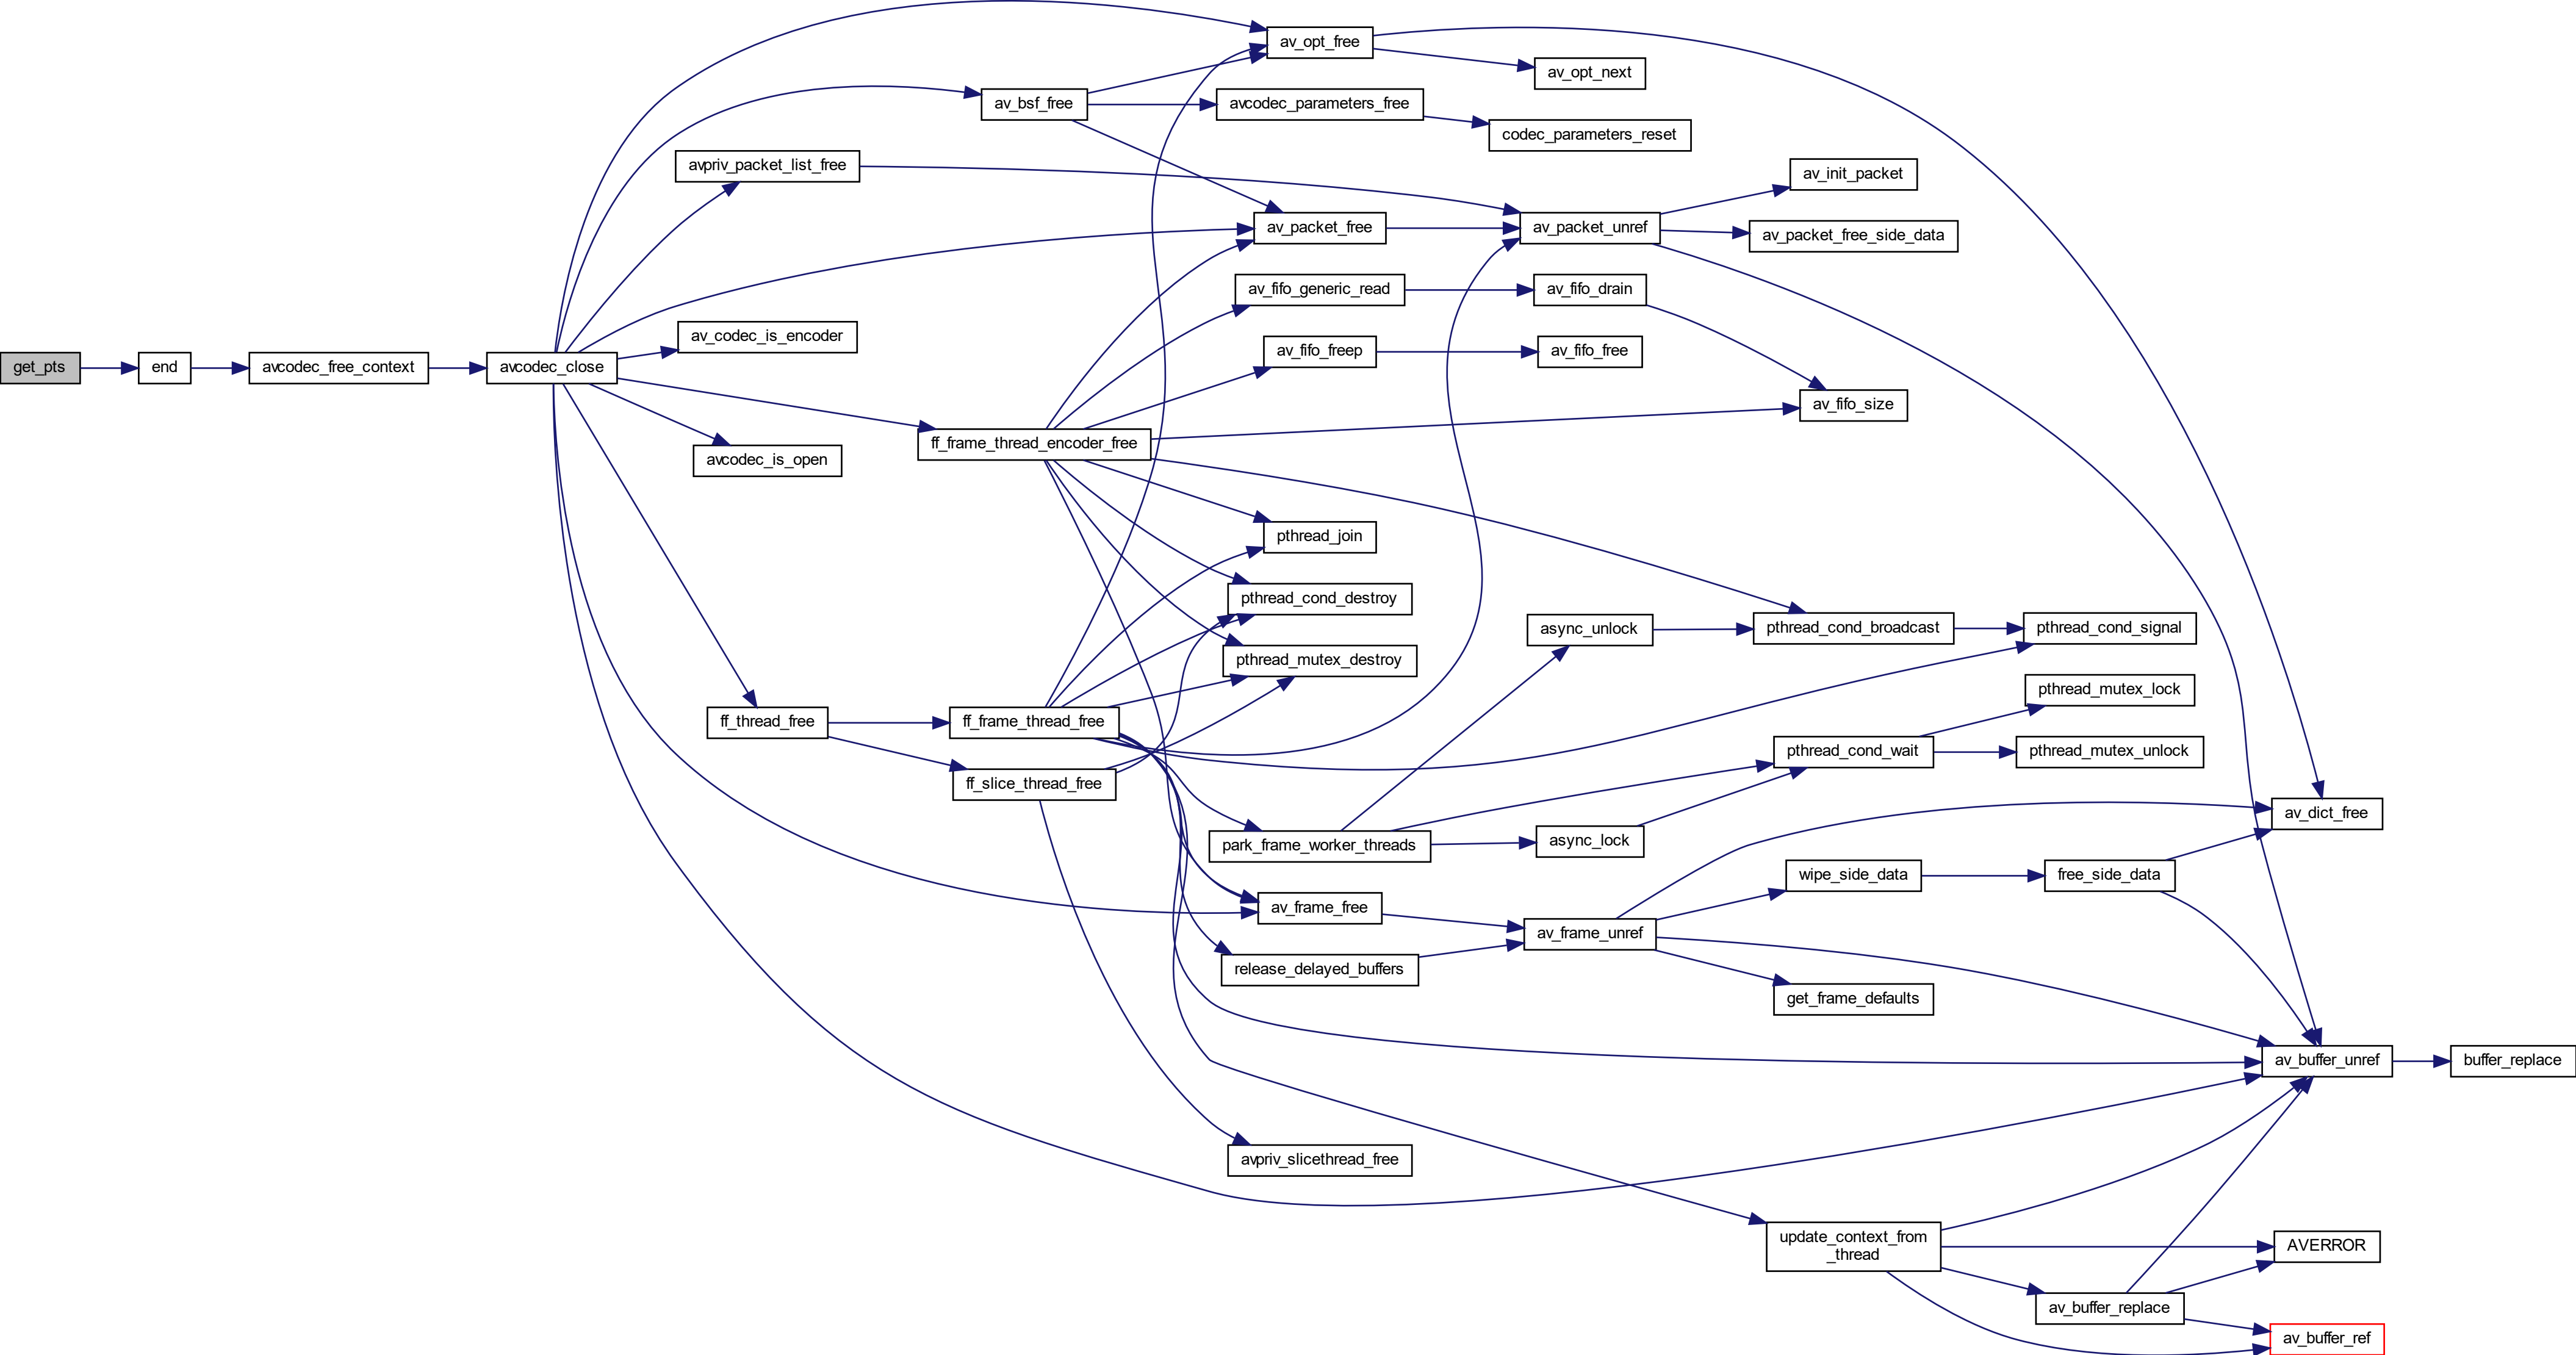 av_opt_free
av_opt_next
av_bsf_free
avcodec_parameters_free
codec_parameters_reset
avpriv_packet_list_free
av_init_packet
av_packet_free
av_packet_unref
av_packet_free_side_data
av_fifo_generic_read
av_fifo_drain
av_codec_is_encoder
av_fifo_freep
av_fifo_free
get_pts
end
avcodec_free_context
avcodec_close
av_fifo_size
ff_frame_thread_encoder_free
avcodec_is_open
pthread_join
pthread_cond_destroy
async_unlock
pthread_cond_broadcast
pthread_cond_signal
pthread_mutex_destroy
pthread_mutex_lock
ff_thread_free
ff_frame_thread_free
pthread_cond_wait
pthread_mutex_unlock
ff_slice_thread_free
av_dict_free
park_frame_worker_threads
async_lock
wipe_side_data
free_side_data
av_frame_free
av_frame_unref
release_delayed_buffers
get_frame_defaults
av_buffer_unref
buffer_replace
avpriv_slicethread_free
update_context_from
_thread
AVERROR
av_buffer_replace
av_buffer_ref